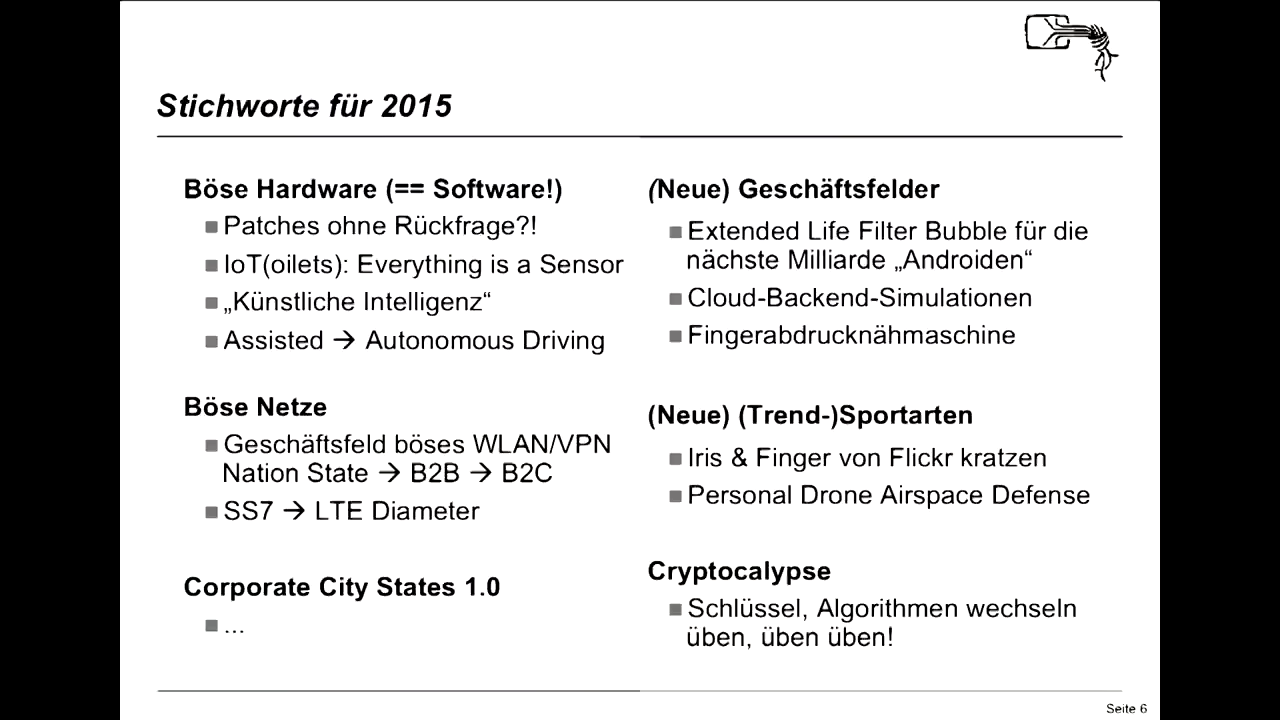 Stichworte für 2015
Böse Hardware (== Software!)
Patches ohne Rückfrage?!
IoT(oilets): Everything is a Sensor
„Künstliche Intelligenz“
Assisted → Autonomous Driving
Böse Netze
Geschäftsfeld böses WLAN/VPN
Nation State → B2B → B2C
SS7 → LTE Diameter
Corporate City States 1.0
...
(Neue) Geschäftsfelder
Extended Life Filter Bubble für die
nächste Milliarde „Androiden“
Cloud-Backend-Simulationen
Fingerabdrucknähmaschine
(Neue) (Trend-)Sportarten
Iris & Finger von Flickr kratzen
Personal Drone Airspace Defense
Cryptocalypse
Schlüssel, Algorithmen wechseln
üben, üben üben!
Seite 6